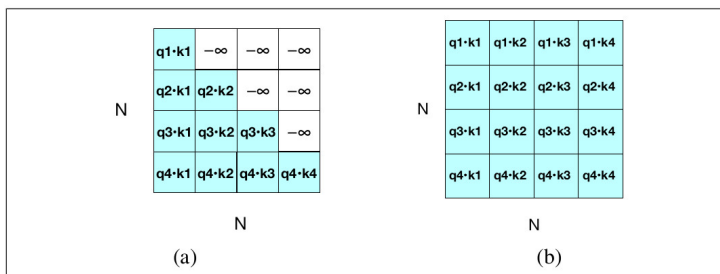 q1•k1 −∞ −∞ −∞
q2•k1 q2•k2 −∞ −∞
q3•k1 q3•k2 q3•k3 −∞
q4•k1 q4•k2 q4•k3 q4•k4
N
N
(a)
q1•k1 q1•k2 q1•k3 q1•k4
q2•k1 q2•k2 q2•k3 q2•k4
q3•k1 q3•k2 q3•k3 q3•k4
q4•k1 q4•k2 q4•k3 q4•k4
N
N
(b)